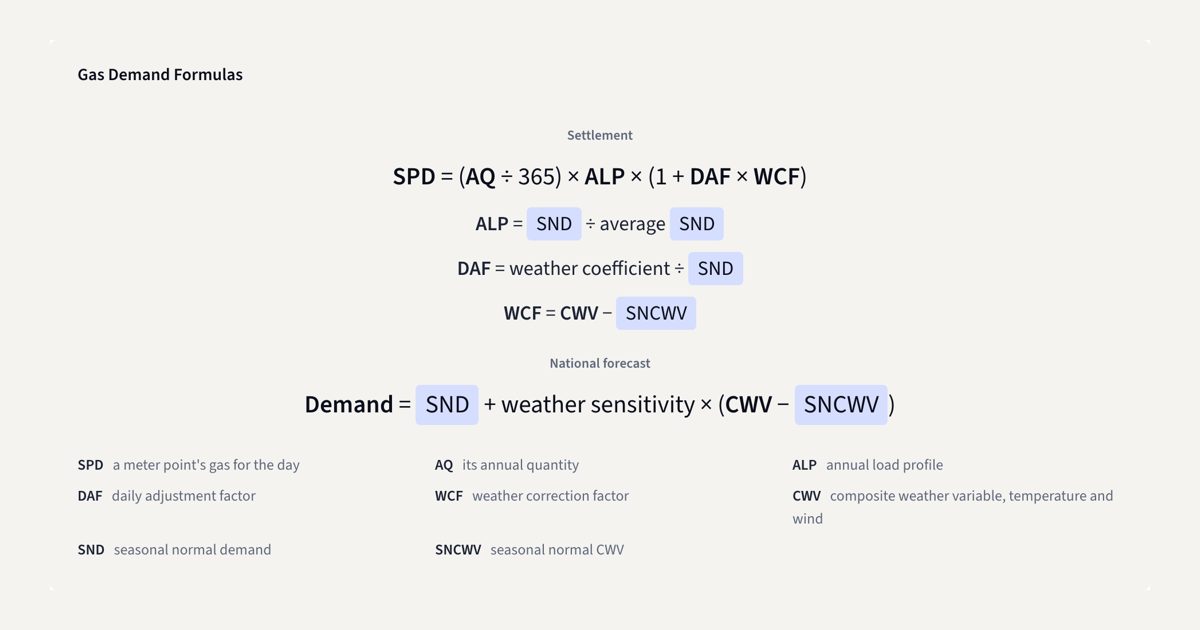 Gas Demand Formulas
Settlement
SPD = (AQ ÷ 365) × ALP × (1 + DAF × WCF)
ALP = SND ÷ average SND
DAF = weather coefficient ÷ SND
WCF = CWV − SNCWV
National forecast
Demand = SND + weather sensitivity × (CWV − SNCWV)
SPD a meter point's gas for the day
AQ its annual quantity
ALP annual load profile
DAF daily adjustment factor
WCF weather correction factor
CWV composite weather variable, temperature and
wind
SND seasonal normal demand
SNCWV seasonal normal CWV